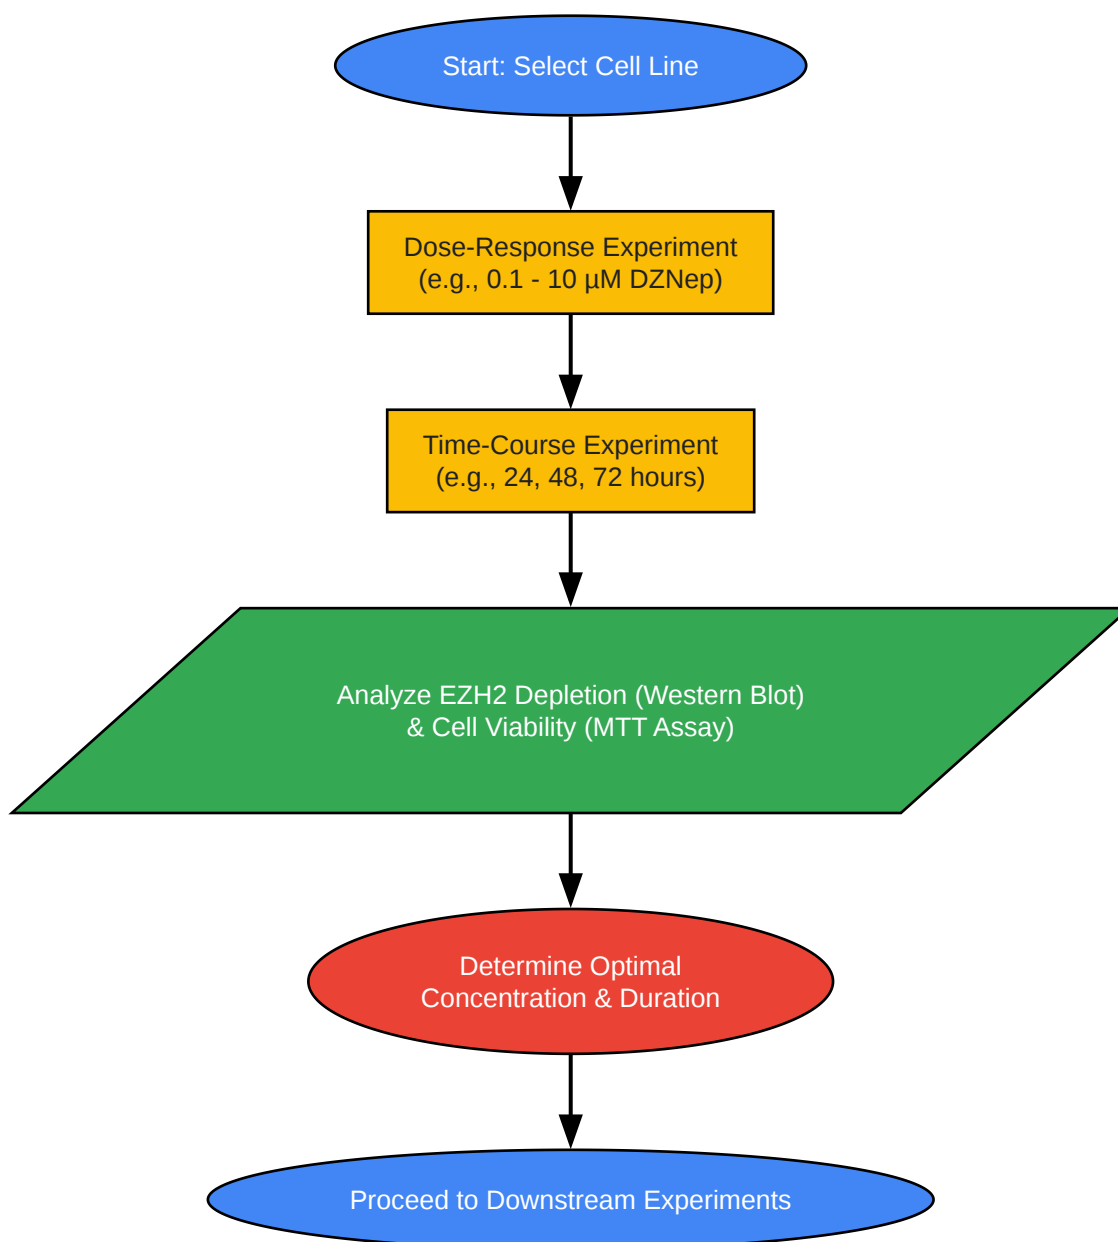 Start: Select Cell Line
Dose-Response Experiment
(e.g., 0.1 - 10 µM DZNep)
Time-Course Experiment
(e.g., 24, 48, 72 hours)
Analyze EZH2 Depletion (Western Blot)
& Cell Viability (MTT Assay)
Determine Optimal
Concentration & Duration
Proceed to Downstream Experiments